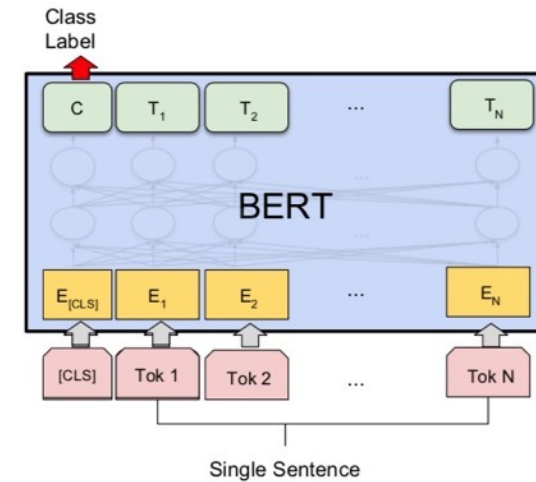 Class
Label
C T1 T2 ... TN
...
BERT
...
E[CLS] E1 E2 ... EN
[CLS] Tok 1 Tok 2 ... Tok N
Single Sentence